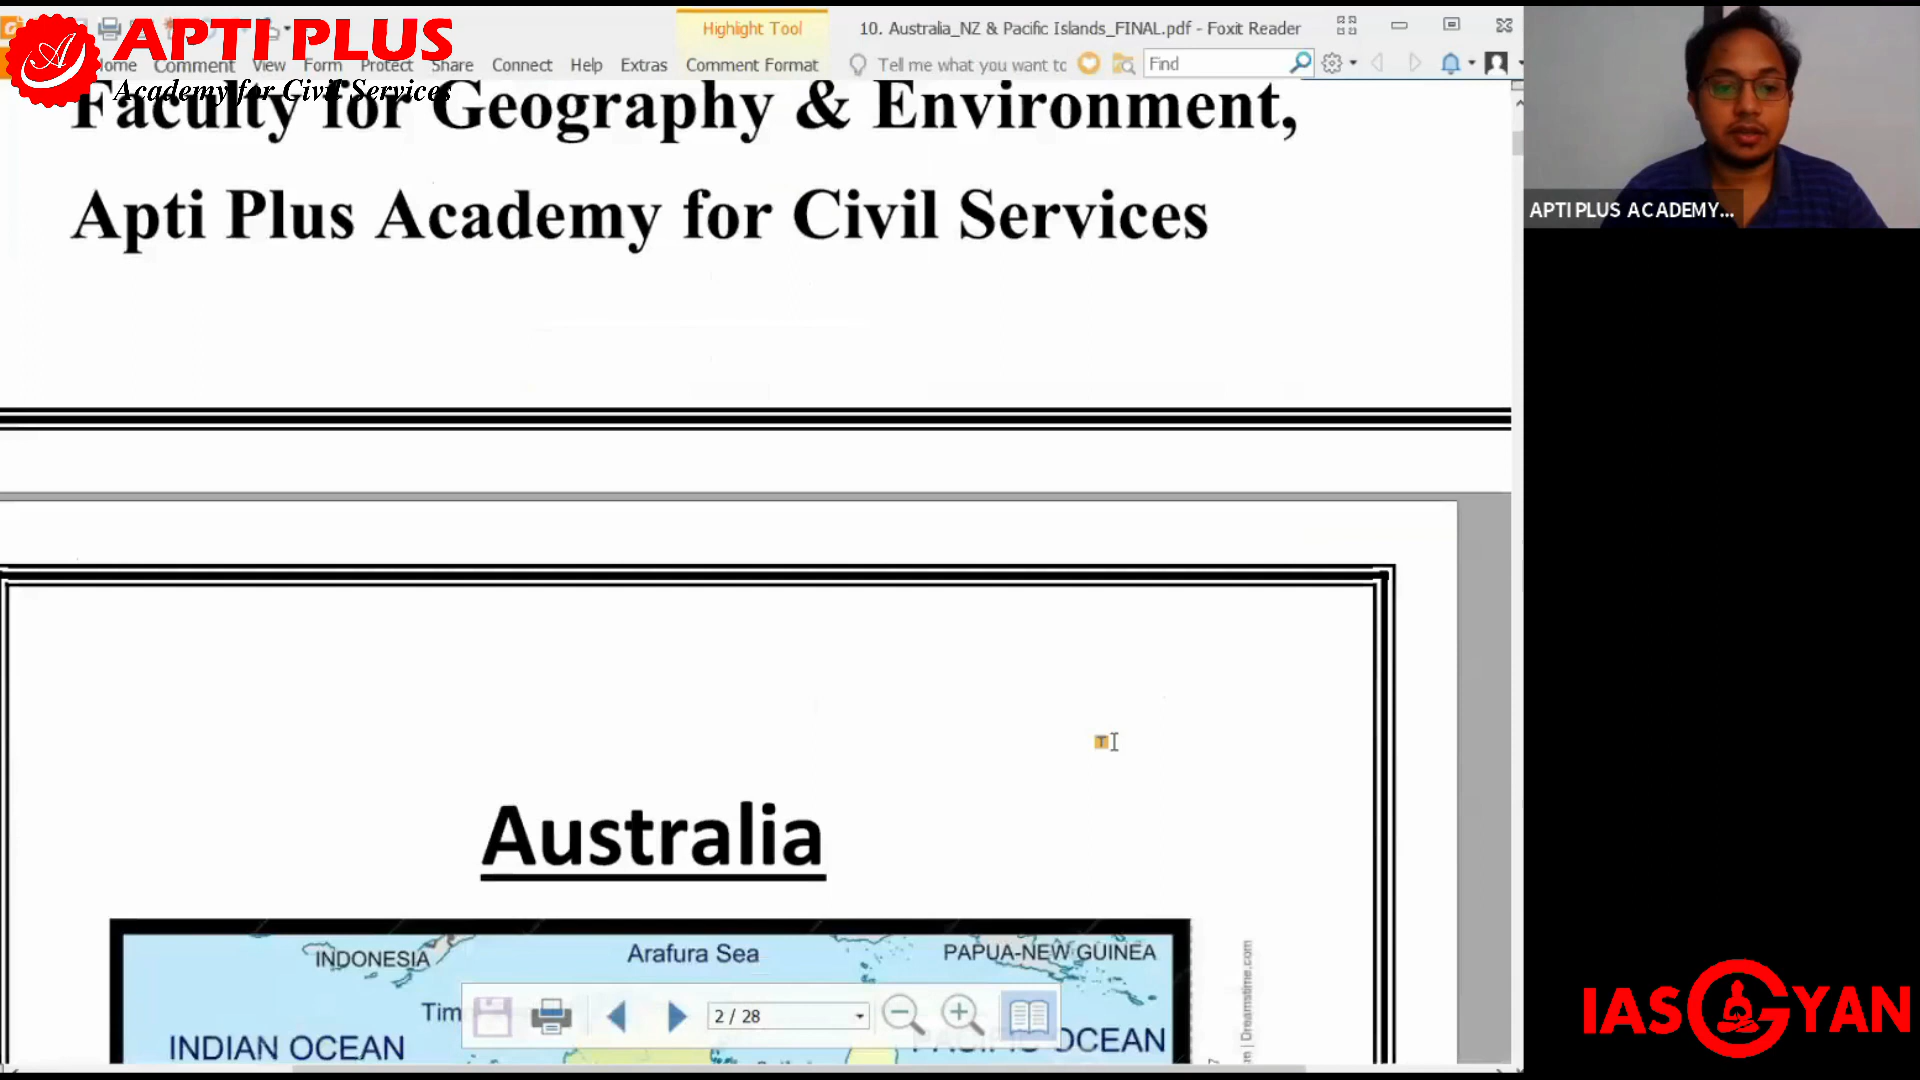 APTI PLUS
Academy for Civil Services
Highlight Tool
10. Australia_NZ & Pacific Islands_FINAL.pdf - Foxit Reader
Home Comment View Form Protect Share Connect Help Extras Comment Format
Tell me what you want to
Find
Faculty for Geography & Environment,
Apti Plus Academy for Civil Services
APTI PLUS ACADEMY...
Australia
INDONESIA
Arafura Sea
PAPUA-NEW GUINEA
Tim
2 / 28
INDIAN OCEAN
PACIFIC OCEAN
Dreamstime.com
IAS GYAN